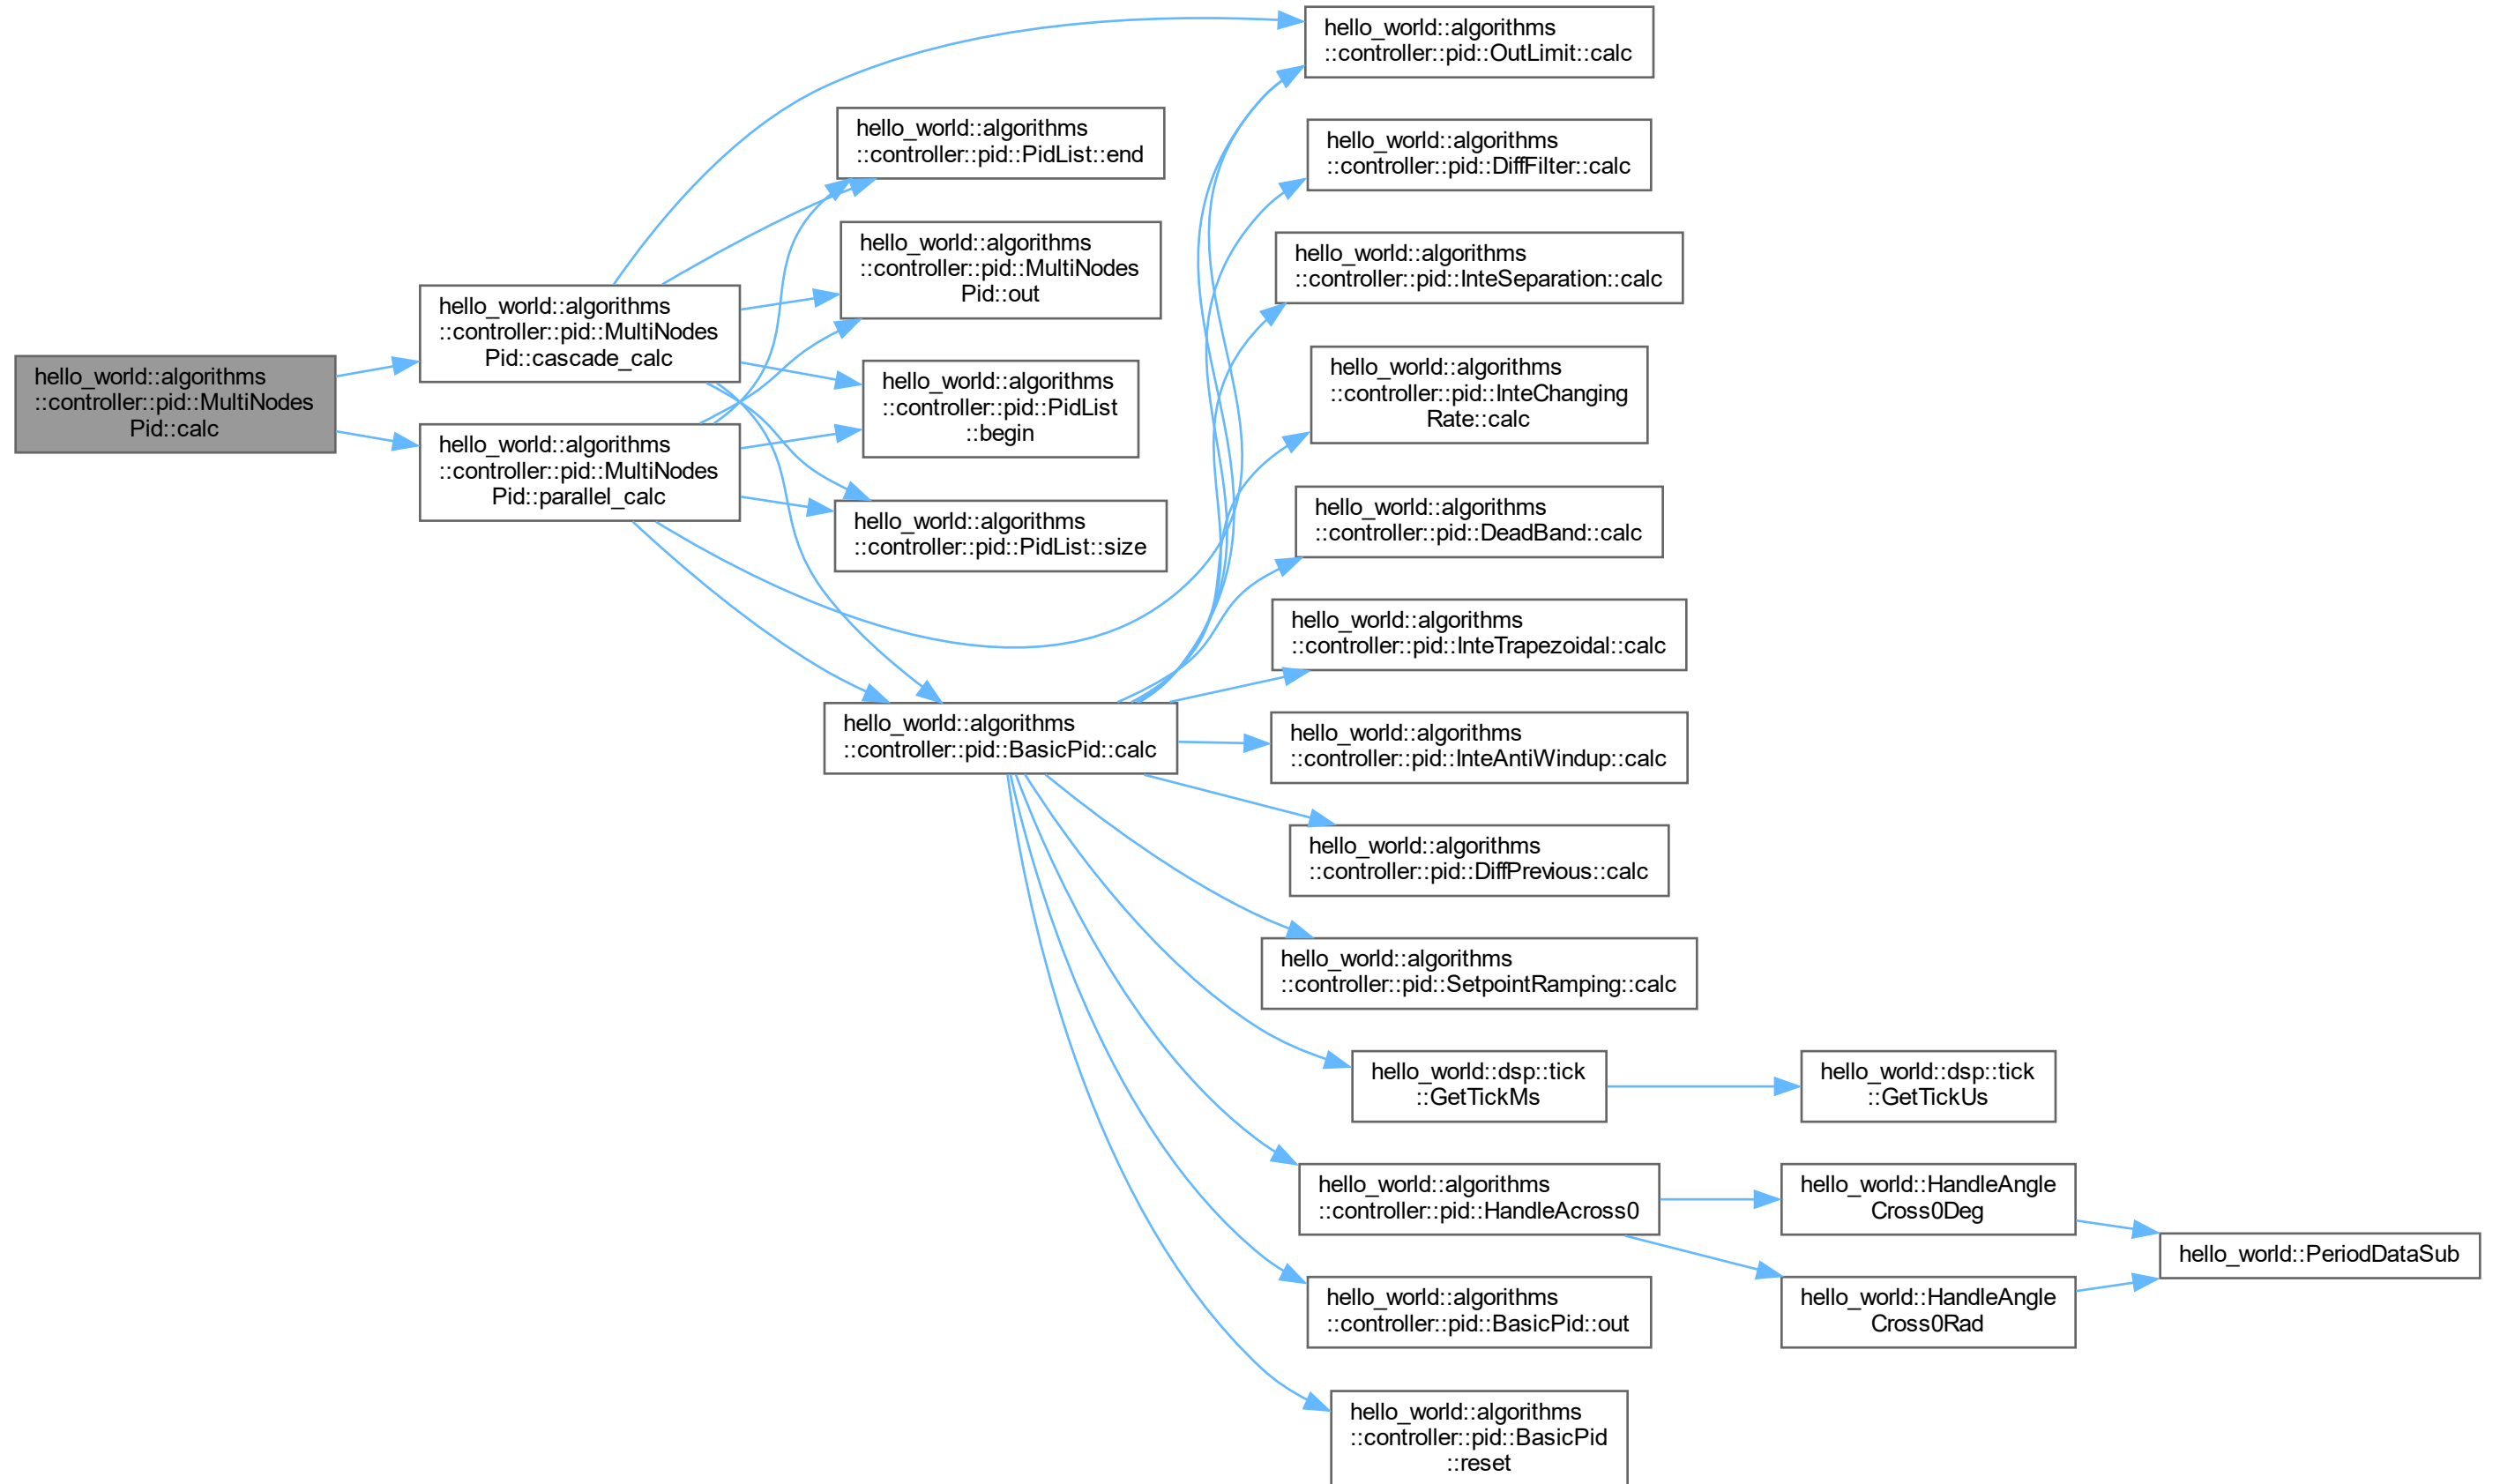 hello_world::algorithms
::controller::pid::MultiNodes
Pid::calc
hello_world::algorithms
::controller::pid::MultiNodes
Pid::cascade_calc
hello_world::algorithms
::controller::pid::MultiNodes
Pid::parallel_calc
hello_world::algorithms
::controller::pid::PidList::end
hello_world::algorithms
::controller::pid::MultiNodes
Pid::out
hello_world::algorithms
::controller::pid::PidList
::begin
hello_world::algorithms
::controller::pid::PidList::size
hello_world::algorithms
::controller::pid::BasicPid::calc
hello_world::algorithms
::controller::pid::OutLimit::calc
hello_world::algorithms
::controller::pid::DiffFilter::calc
hello_world::algorithms
::controller::pid::InteSeparation::calc
hello_world::algorithms
::controller::pid::InteChanging
Rate::calc
hello_world::algorithms
::controller::pid::DeadBand::calc
hello_world::algorithms
::controller::pid::InteTrapezoidal::calc
hello_world::algorithms
::controller::pid::InteAntiWindup::calc
hello_world::algorithms
::controller::pid::DiffPrevious::calc
hello_world::algorithms
::controller::pid::SetpointRamping::calc
hello_world::dsp::tick
::GetTickMs
hello_world::dsp::tick
::GetTickUs
hello_world::algorithms
::controller::pid::HandleAcross0
hello_world::HandleAngle
Cross0Deg
hello_world::HandleAngle
Cross0Rad
hello_world::PeriodDataSub
hello_world::algorithms
::controller::pid::BasicPid::out
hello_world::algorithms
::controller::pid::BasicPid
::reset